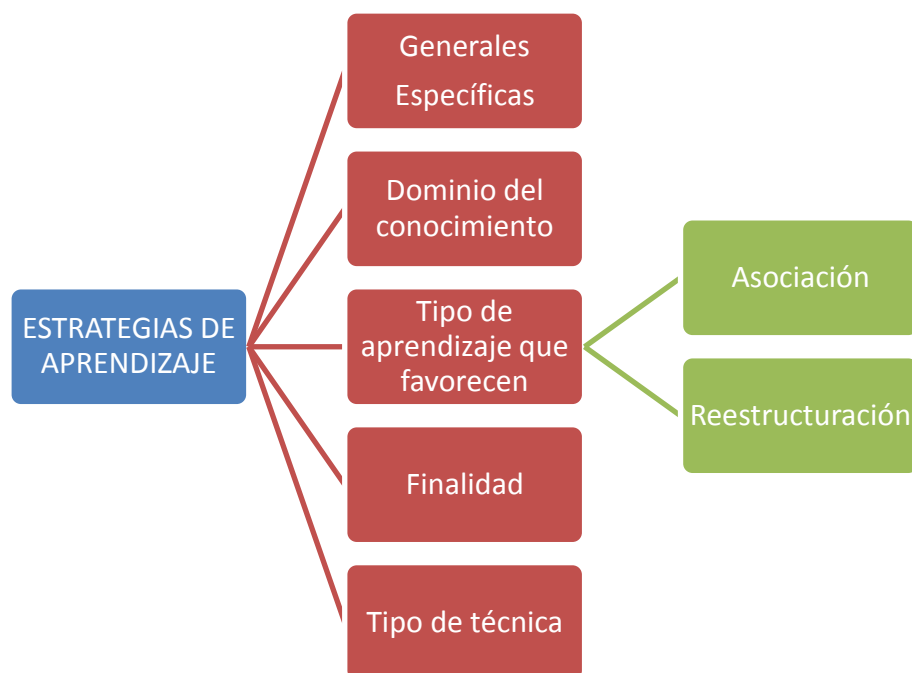 Generales
Específicas
Dominio del
conocimiento
Asociación
ESTRATEGIAS DE
APRENDIZAJE
Tipo de
aprendizaje que
favorecen
Reestructuración
Finalidad
Tipo de técnica